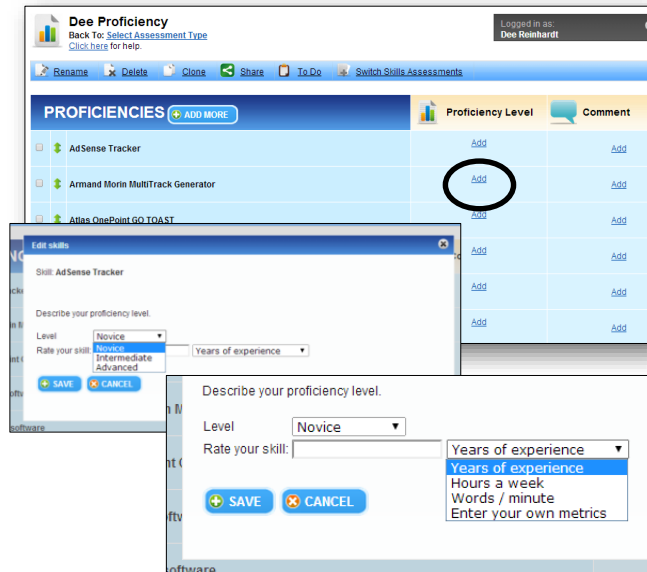 Dee Proficiency
Back To: Select Assessment Type
Click here for help.
Logged in as:
Dee Reinhardt
Rename Delete Clone Share To Do Switch Skills Assessments
PROFICIENCIES ADD MORE Proficiency Level Comment
AdSense Tracker Add Add
Armand Morin MultiTrack Generator Add Add
Atlas OnePoint GO TOAST Add Add
Add Add
Add Add
Add Add
Edit skills
Skill: AdSense Tracker
Describe your proficiency level.
Level Novice
Rate your skill: Years of experience
Novice
Intermediate
Advanced
SAVE CANCEL
software
Describe your proficiency level.
Level Novice
Rate your skill: Years of experience
Years of experience
Hours a week
Words / minute
Enter your own metrics
SAVE CANCEL
software